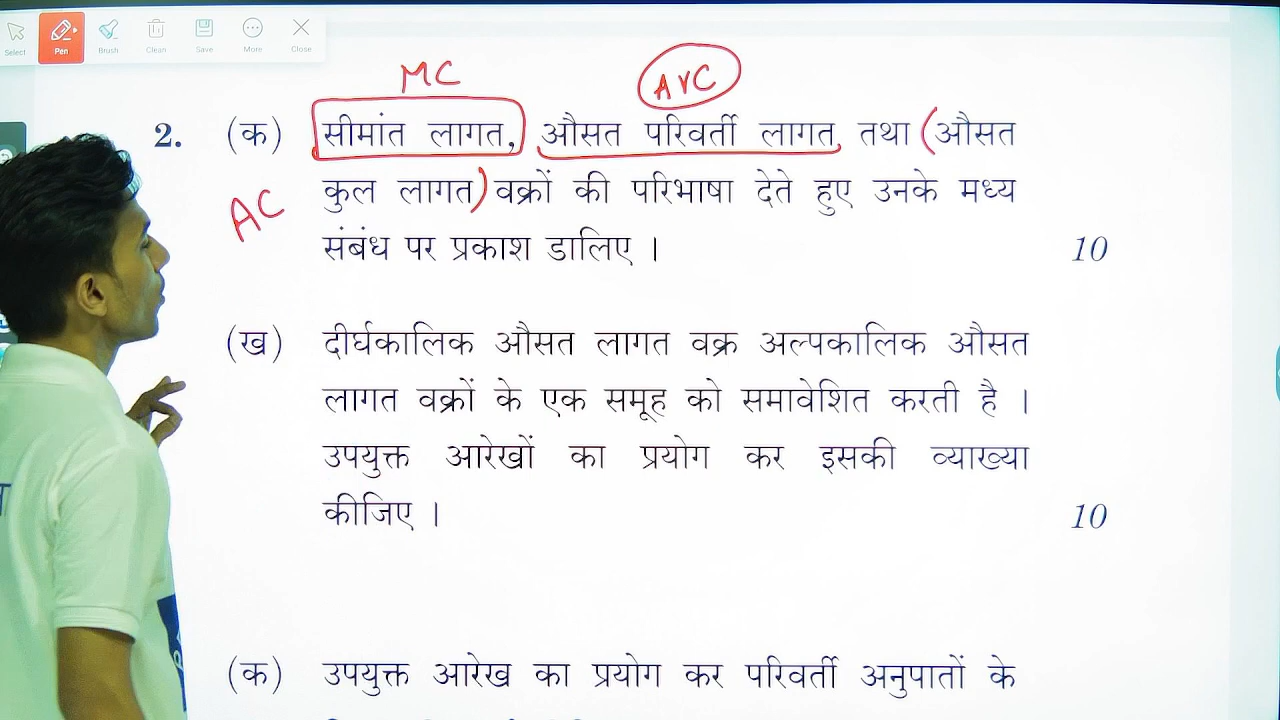 Select Pen Brush Clean Save More Close
MC AVC
2. (क) सीमांत लागत, औसत परिवर्ती लागत तथा (औसत
AC कुल लागत) वक्रों की परिभाषा देते हुए उनके मध्य
संबंध पर प्रकाश डालिए । 10
(ख) दीर्घकालिक औसत लागत वक्र अल्पकालिक औसत
लागत वक्रों के एक समूह को समावेशित करती है ।
उपयुक्त आरेखों का प्रयोग कर इसकी व्याख्या
कीजिए । 10
(क) उपयुक्त आरेख का प्रयोग कर परिवर्ती अनुपातों के